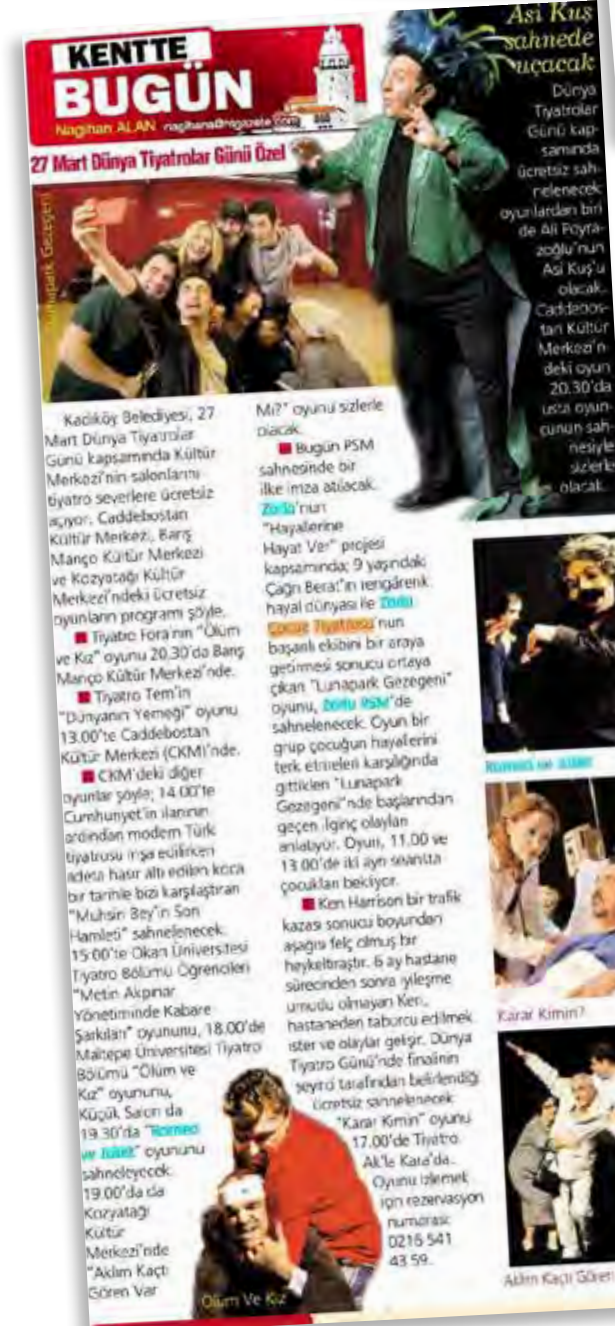 KENTTE
BUGÜN
Nagihan ALAN
27 Mart Dünya Tiyatrolar Günü Özel
Lunapark Gezegeni
Asi Kuş
sahnede
uçacak
Dünya
Tiyatrolar
Günü kap-
samında
ücretsiz sah-
nelenecek
oyunlardan biri
de Ali Poyra-
zoğlu'nun
Asi Kuş'u
olacak.
Caddebos-
tan Kültür
Merkezi'n-
deki oyun
20.30'da
usta oyun-
cunun sah-
nesiyle
sizlerle
olacak.
Kadıköy Belediyesi, 27
Mart Dünya Tiyatrolar
Günü kapsamında Kültür
Merkezi'nin salonlarını
tiyatro severlere ücretsiz
açıyor. Caddebostan
Kültür Merkezi, Barış
Manço Kültür Merkezi
ve Kozyatağı Kültür
Merkezi'ndeki ücretsiz
oyunların programı şöyle.
Tiyatro Fora'nın "Ölüm
ve Kız" oyunu 20.30'da Barış
Manço Kültür Merkezi'nde.
Tiyatro Tem'in
"Dünyanın Yemeği" oyunu
13.00'te Caddebostan
Kültür Merkezi (CKM)'nde.
CKM'deki diğer
oyunlar şöyle; 14.00'te
Cumhuriyet'in ilanının
ardından modern Türk
tiyatrosu inşa edilirken
adeta hasır altı edilen koca
bir tarihle bizi karşılaştıran
"Muhsin Bey'in Son
Hamleti" sahnelenecek.
15.00'te Okan Üniversitesi
Tiyatro Bölümü Öğrencileri
"Metin Akpınar
Yönetiminde Kabare
Şarkıları" oyununu, 18.00'de
Maltepe Üniversitesi Tiyatro
Bölümü "Ölüm ve
Kız" oyununu,
Küçük Salon da
19.30'da "Romeo
ve Juliet" oyununu
sahneleyecek.
19.00'da da
Kozyatağı
Kültür
Merkezi'nde
"Aklım Kaçtı
Gören Var
Mı?" oyunu sizlerle
olacak.
Bugün PSM
sahnesinde bir
ilke imza atılacak.
Zorlu'nun
"Hayallerine
Hayat Ver" projesi
kapsamında; 9 yaşındaki
Çağrı Berat'ın rengârenk
hayal dünyası ile Zorlu
Çocuk Tiyatrosu'nun
başarılı ekibini bir araya
getirmesi sonucu ortaya
çıkan "Lunapark Gezegeni"
oyunu, Zorlu PSM'de
sahnelenecek. Oyun bir
grup çocuğun hayallerini
terk etmeleri karşılığında
gittikleri "Lunapark
Gezegeni"nde başlarından
geçen ilginç olayları
anlatıyor. Oyun, 11.00 ve
13.00'de iki ayrı seansta
çocukları bekliyor.
Ken Harrison bir trafik
kazası sonucu boyundan
aşağısı felç olmuş bir
heykeltıraştır. 6 ay hastane
sürecinden sonra iyileşme
umudu olmayan Ken,
hastaneden taburcu edilmek
ister ve olaylar gelişir. Dünya
Tiyatro Günü'nde finalinin
seyirci tarafından belirlendiği
ücretsiz sahnelenecek
"Karar Kimin" oyunu
17.00'de Tiyatro
Ak'la Kara'da.
Oyunu izlemek
için rezervasyon
numarası:
0216 541
43 59.
Ölüm Ve Kız
Romeo ve Juliet
Karar Kimin?
Aklım Kaçtı Gören